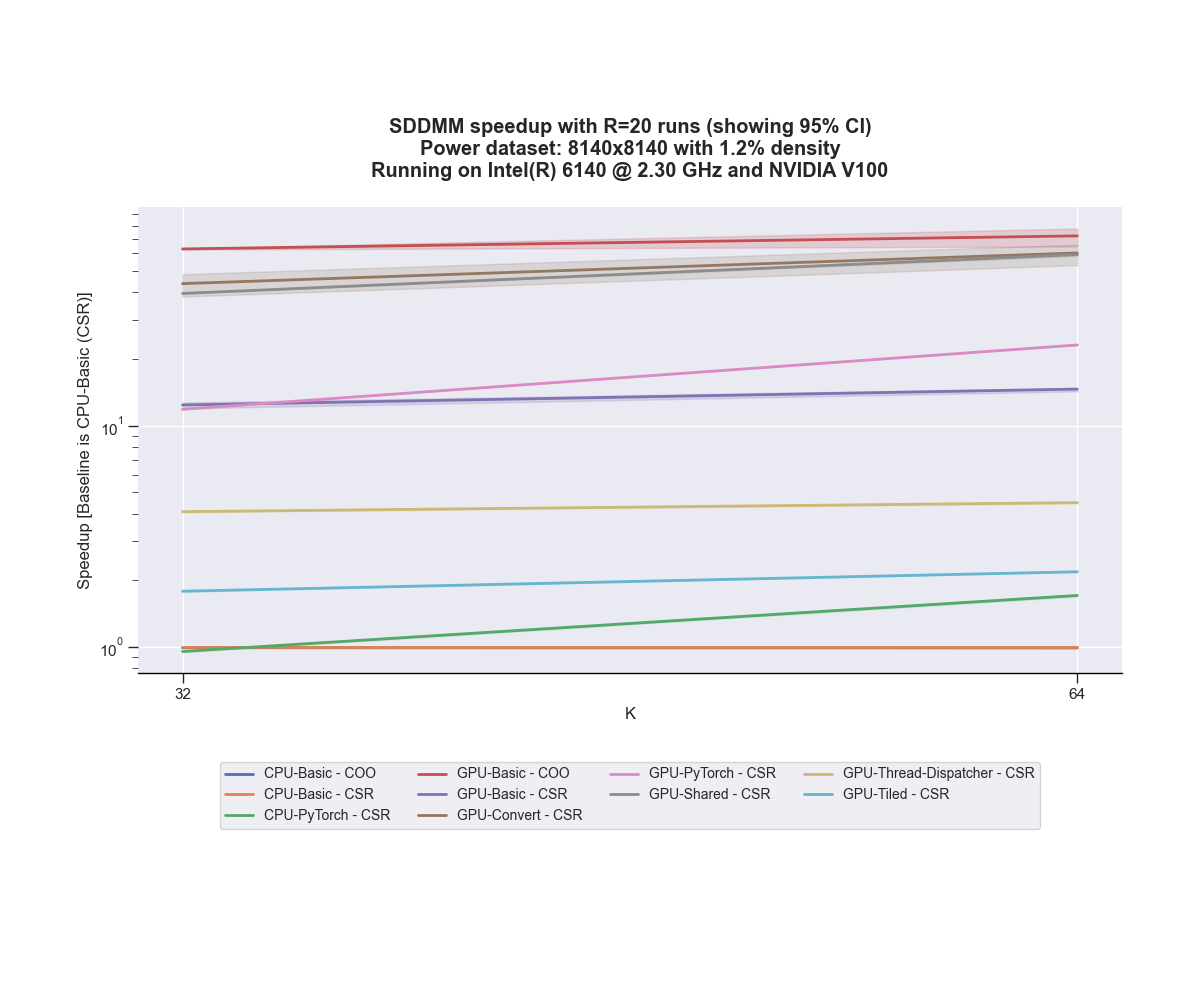 SDDMM speedup with R=20 runs (showing 95% CI)
Power dataset: 8140x8140 with 1.2% density
Running on Intel(R) 6140 @ 2.30 GHz and NVIDIA V100
Speedup [Baseline is CPU-Basic (CSR)]
10^1
10^0
32
64
K
CPU-Basic - COO
CPU-Basic - CSR
CPU-PyTorch - CSR
GPU-Basic - COO
GPU-Basic - CSR
GPU-Convert - CSR
GPU-PyTorch - CSR
GPU-Shared - CSR
GPU-Thread-Dispatcher - CSR
GPU-Tiled - CSR